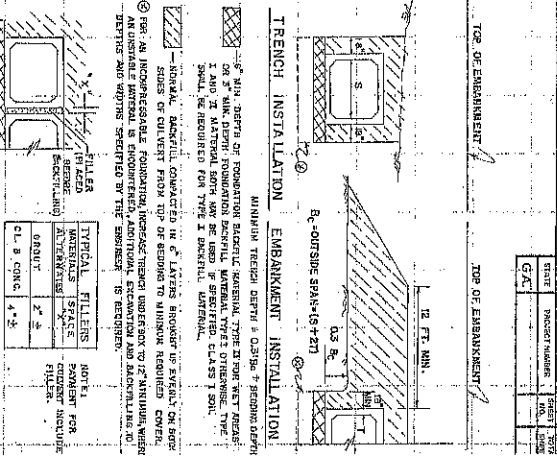 STATE
PROJECT NUMBER
SHEET NO.
TOTAL
GA.
TOP OF EMBANKMENT
TOP OF EMBANKMENT
12 FT. MIN.
0.3 Bc
Bc=OUTSIDE SPAN=(S+2T)
S
T
MIN
TRENCH INSTALLATION
EMBANKMENT INSTALLATION
MINIMUM TRENCH DEPTH = BEDDING DEPTH
6" MIN DEPTH OF FOUNDATION BACKFILL MATERIAL TYPE II FOR WET AREAS
OR 3" MIN. DEPTH FOUNDATION BACKFILL MATERIAL TYPE I OTHERWISE. TYPE
I AND II MATERIAL BOTH MAY BE USED IF SPECIFIED. CLASS I SOIL
SHALL BE REQUIRED FOR TYPE I BACKFILL MATERIAL.
NORMAL BACKFILL COMPACTED IN 6" LAYERS BROUGHT UP EVENLY ON BOTH
SIDES OF CULVERT FROM TOP OF BEDDING TO MINIMUM REQUIRED COVER.
FOR AN INCOMPRESSABLE FOUNDATION, INCREASE TRENCH UNDER BOX TO 12" MINIMUM, WHERE
AN UNSTABLE MATERIAL IS ENCOUNTERED, ADDITIONAL EXCAVATION AND BACKFILLING TO
DEPTHS AND WIDTHS SPECIFIED BY THE ENGINEER IS REQUIRED.
FILLER
PLACED
BEFORE
BACKFILLING
TYPICAL FILLERS
MATERIALS
ALTERNATES
SPACE
"X"
GROUT
2" ±
CL. B CONC.
4" ±
NOTE:
PAYMENT FOR
CULVERT INCLUDE
FILLER.